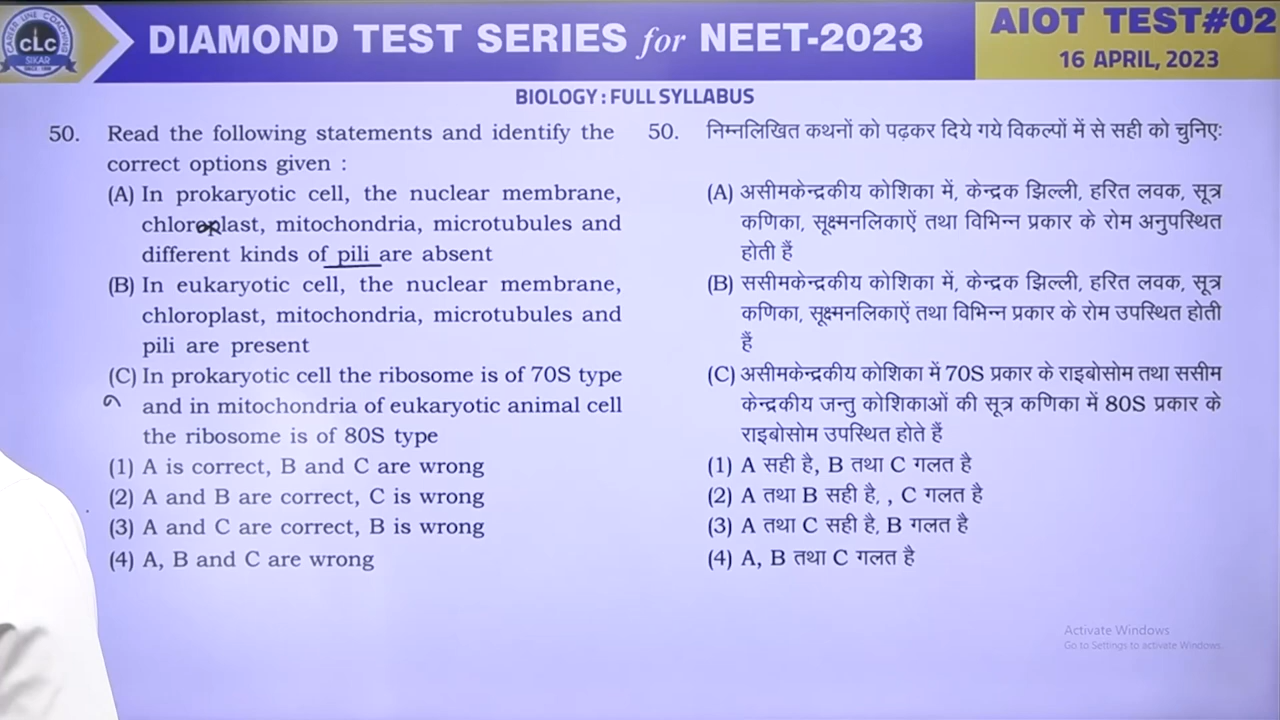 CAREER LINE COACHING
CLC
SIKAR
DIAMOND TEST SERIES for NEET-2023
AIOT TEST#02
16 APRIL, 2023
BIOLOGY : FULL SYLLABUS
50. Read the following statements and identify the
correct options given :
(A) In prokaryotic cell, the nuclear membrane,
chloroplast, mitochondria, microtubules and
different kinds of pili are absent
(B) In eukaryotic cell, the nuclear membrane,
chloroplast, mitochondria, microtubules and
pili are present
(C) In prokaryotic cell the ribosome is of 70S type
and in mitochondria of eukaryotic animal cell
the ribosome is of 80S type
(1) A is correct, B and C are wrong
(2) A and B are correct, C is wrong
(3) A and C are correct, B is wrong
(4) A, B and C are wrong
50. निम्नलिखित कथनों को पढ़कर दिये गये विकल्पों में से सही को चुनिए:
(A) असीमकेन्द्रकीय कोशिका में, केन्द्रक झिल्ली, हरित लवक, सूत्र
कणिका, सूक्ष्मनलिकाऐं तथा विभिन्न प्रकार के रोम अनुपस्थित
होती हैं
(B) ससीमकेन्द्रकीय कोशिका में, केन्द्रक झिल्ली, हरित लवक, सूत्र
कणिका, सूक्ष्मनलिकाऐं तथा विभिन्न प्रकार के रोम उपस्थित होती
हैं
(C) असीमकेन्द्रकीय कोशिका में 70S प्रकार के राइबोसोम तथा ससीम
केन्द्रकीय जन्तु कोशिकाओं की सूत्र कणिका में 80S प्रकार के
राइबोसोम उपस्थित होते हैं
(1) A सही है, B तथा C गलत है
(2) A तथा B सही है, , C गलत है
(3) A तथा C सही है, B गलत है
(4) A, B तथा C गलत है
Activate Windows
Go to Settings to activate Windows.